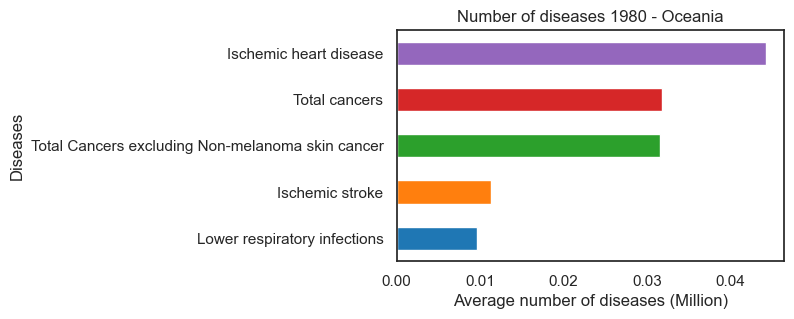 Number of diseases 1980 - Oceania
Diseases
Ischemic heart disease
Total cancers
Total Cancers excluding Non-melanoma skin cancer
Ischemic stroke
Lower respiratory infections
0.00 0.01 0.02 0.03 0.04
Average number of diseases (Million)